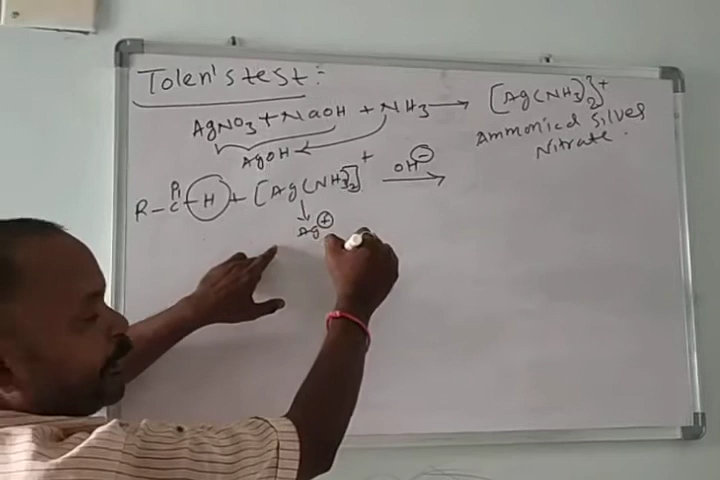 Tolen's test :-
AgNO3 + NaOH + NH3 → [Ag(NH3)2]+
AgOH
Ammonical Silver
Nitrate.
R-C-H + [Ag(NH3)2]+ OH⊖ →
Ag⊕